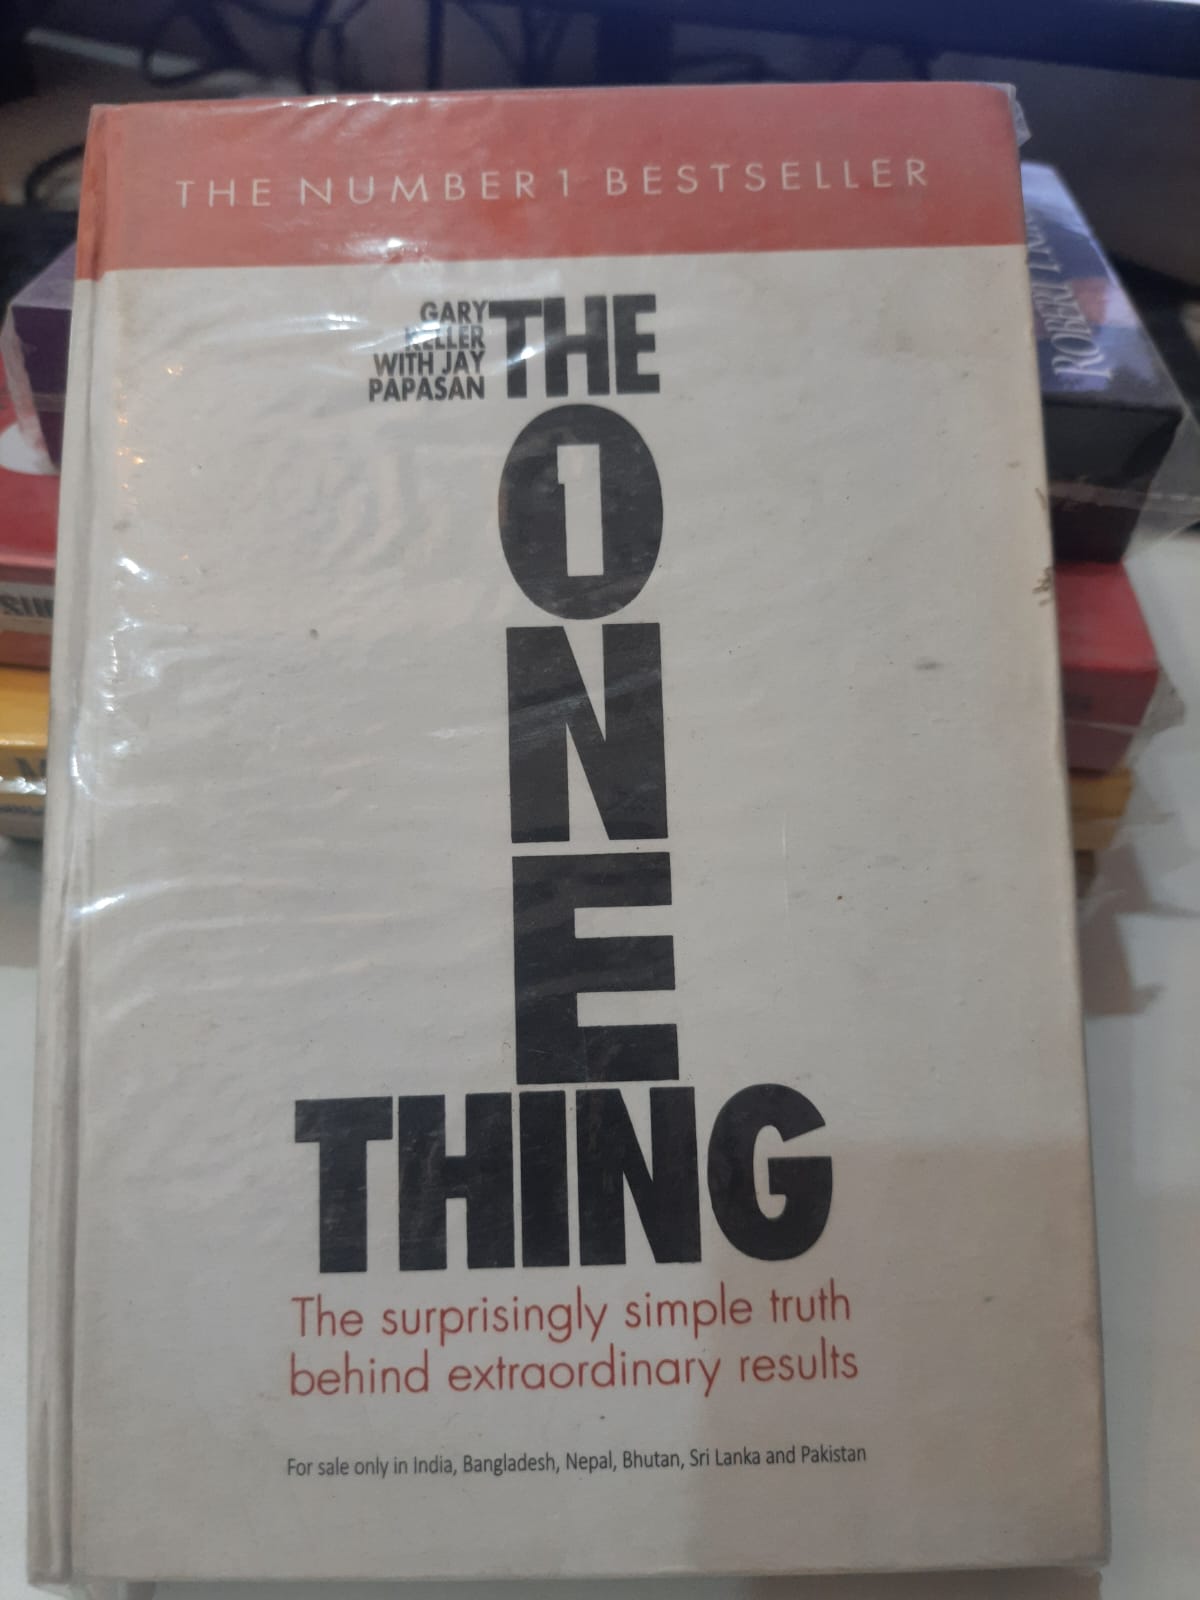 THE NUMBER 1 BESTSELLER
GARY
KELLER
WITH JAY
PAPASAN
THE
ONE
THING
The surprisingly simple truth
behind extraordinary results
For sale only in India, Bangladesh, Nepal, Bhutan, Sri Lanka and Pakistan
ROBERT